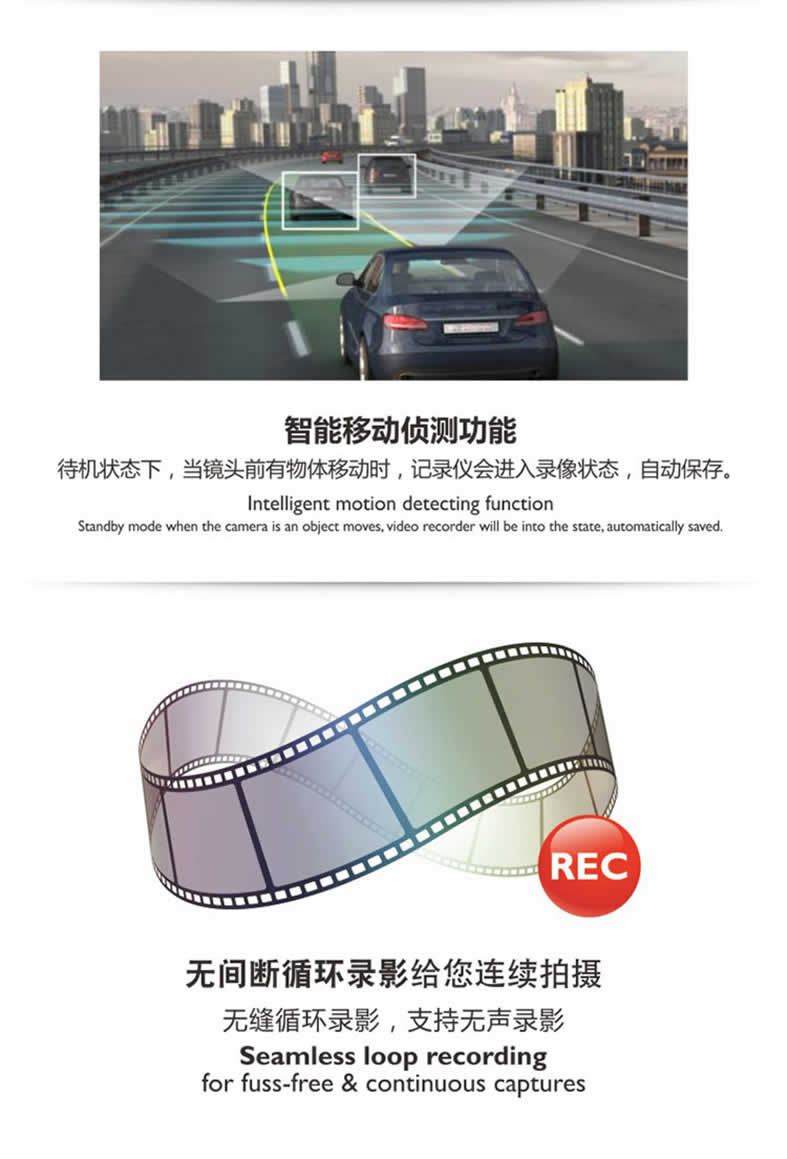 智能移动侦测功能
待机状态下，当镜头前有物体移动时，记录仪会进入录像状态，自动保存。
Intelligent motion detecting function
Standby mode when the camera is an object moves, video recorder will be into the state, automatically saved.
REC
无间断循环录影给您连续拍摄
无缝循环录影，支持无声录影
Seamless loop recording
for fuss-free & continuous captures